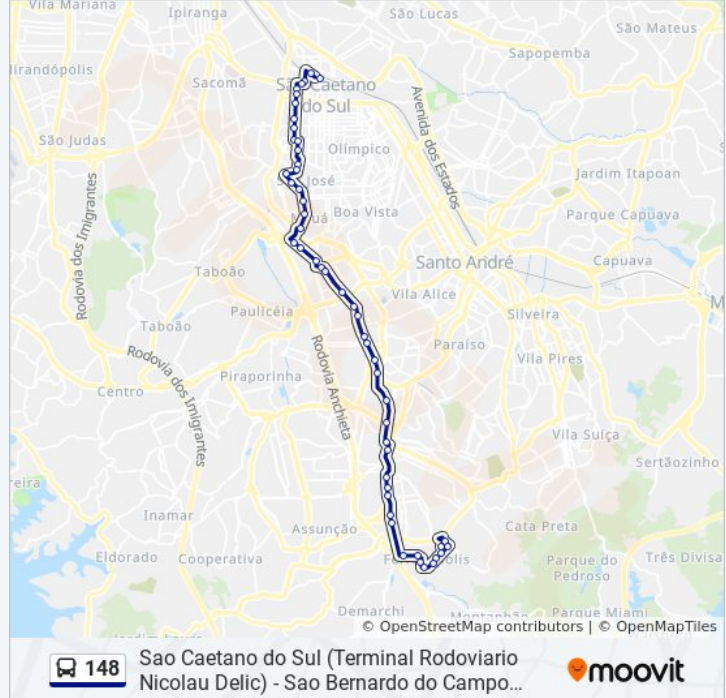 Vila Mariana
Ipiranga
São Lucas
São Mateus
Mirandópolis
Sapopemba
Sacomã
São Caetano
do Sul
São Judas
Olímpico
Avenida dos Estados
Jardim Itapoan
São José
Rodovia dos Imigrantes
Mauá
Boa Vista
Parque Capuava
Taboão
Santo André
Capuava
Vila Alice
Paulicéia
Silveira
Taboão
Paraíso
Rodovia dos Imigrantes
Rodovia Anchieta
Piraporinha
Vila Pires
Centro
Vila Suíça
Sertãozinho
Inamar
Assunção
Cata Preta
Eldorado
Cooperativa
Parque do
Pedroso
Três Divisa
Demarchi
Montanhão
Parque Miami
© OpenStreetMap contributors | © OpenMapTiles
148
Sao Caetano do Sul (Terminal Rodoviario
Nicolau Delic) - Sao Bernardo do Campo...
moovit